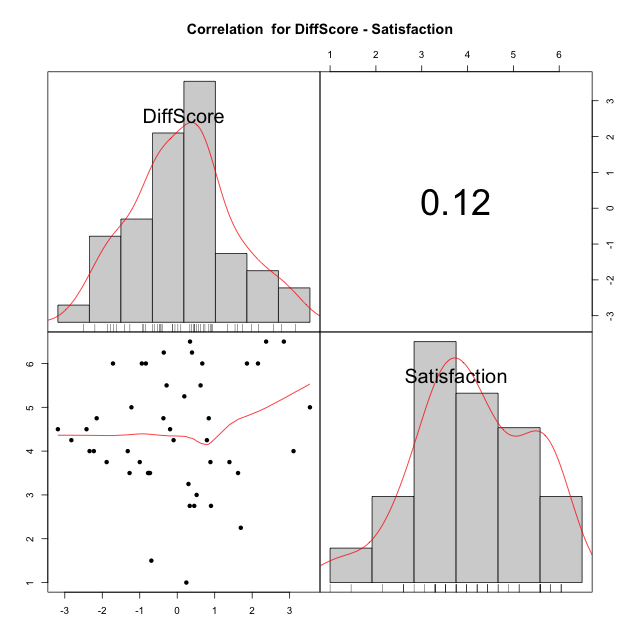 Correlation  for DiffScore - Satisfaction
1 2 3 4 5 6
DiffScore
0.12
3
2
1
0
-1
-2
-3
Satisfaction
6
5
4
3
2
1
-3 -2 -1 0 1 2 3